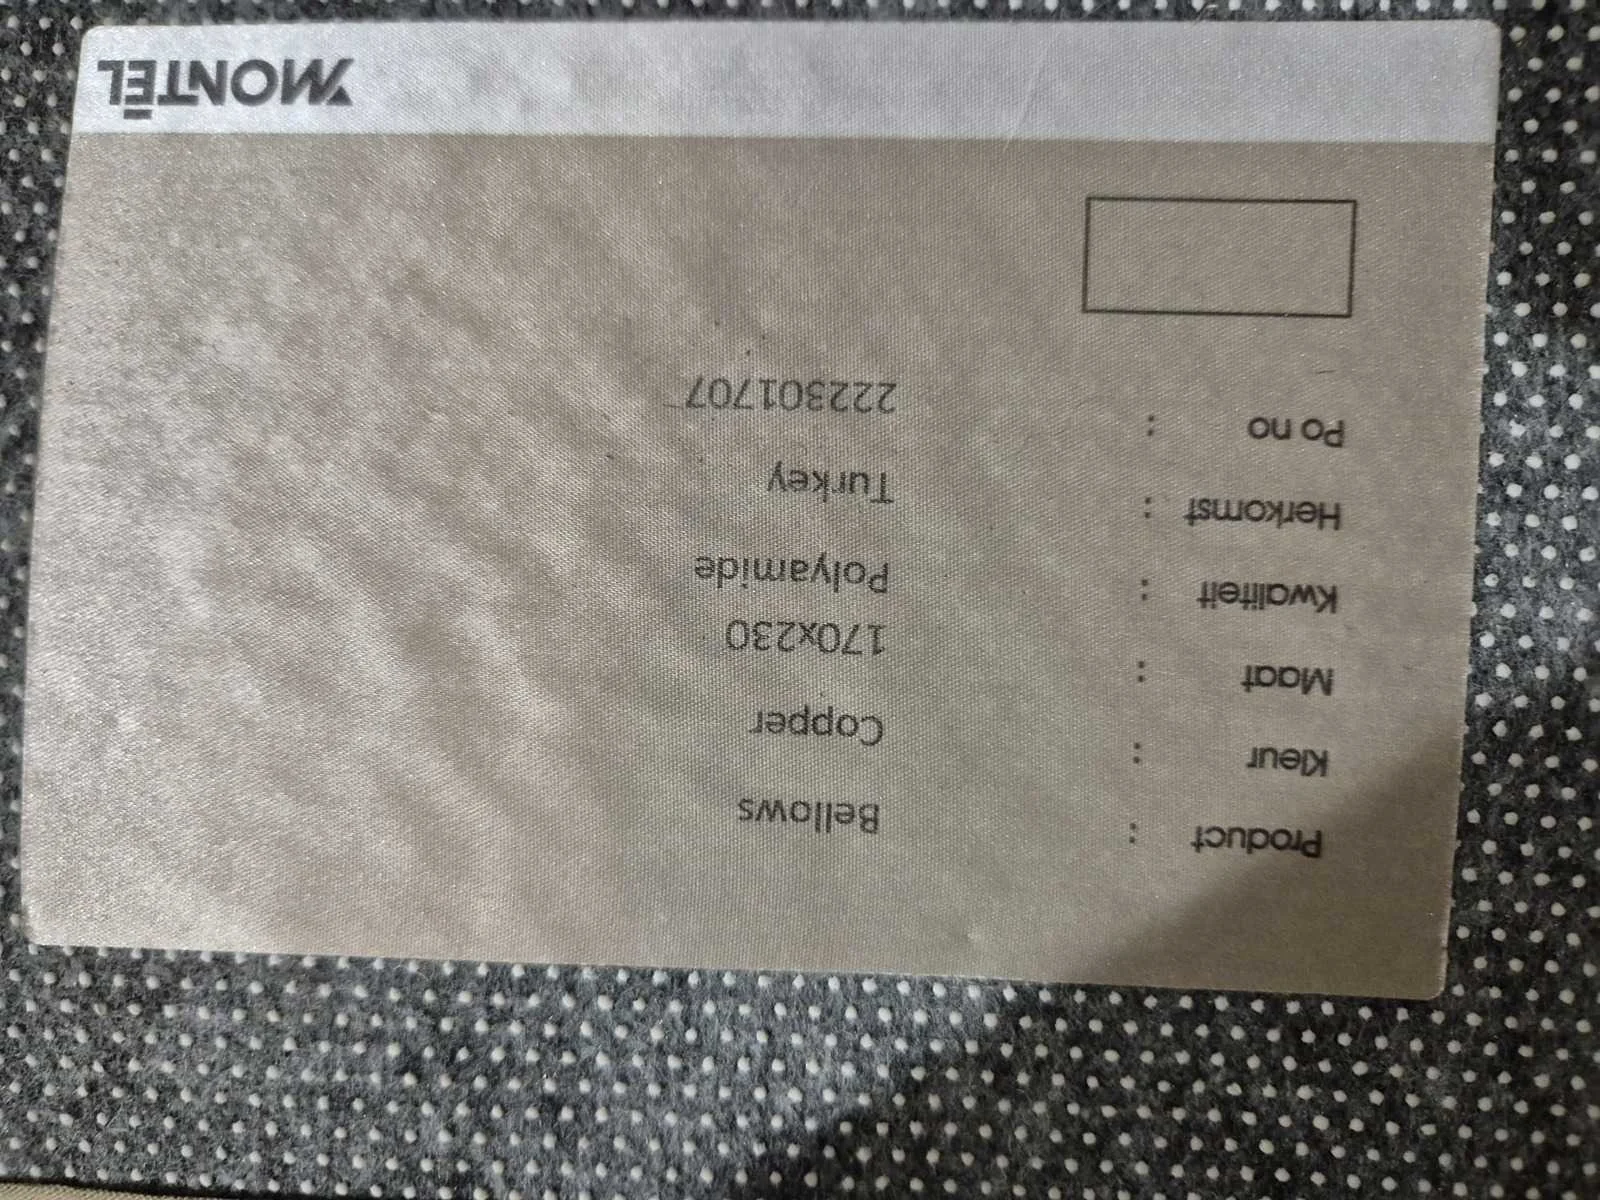 Product : Bellows
Kleur : Copper
Maat : 170x230
Kwaliteit : Polyamide
Herkomst : Turkey
Po no : 222301707
MONTÈL